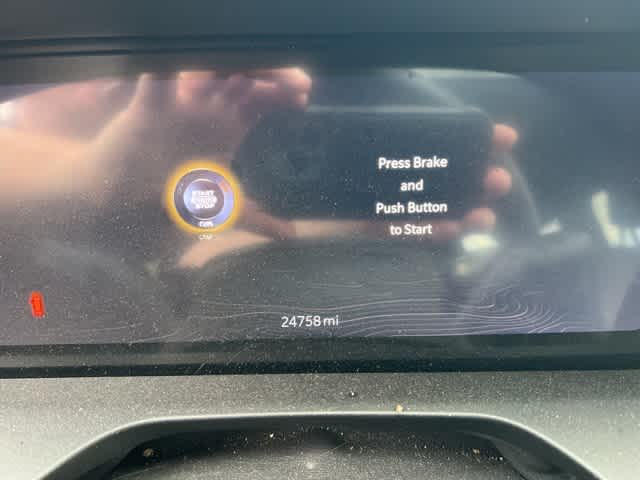 Press Brake
and
Push Button
to Start
START
STOP
24758 mi